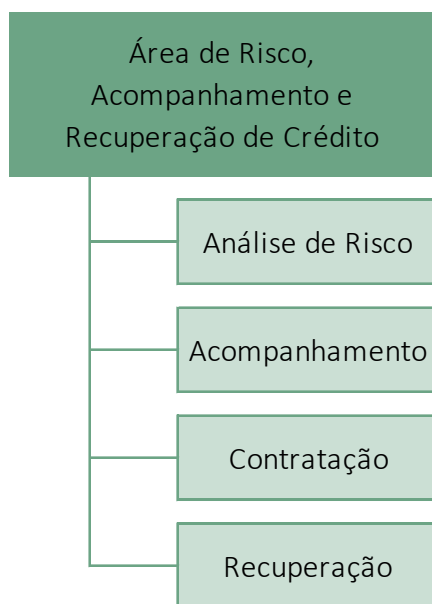 Área de Risco,
Acompanhamento e
Recuperação de Crédito
Análise de Risco
Acompanhamento
Contratação
Recuperação